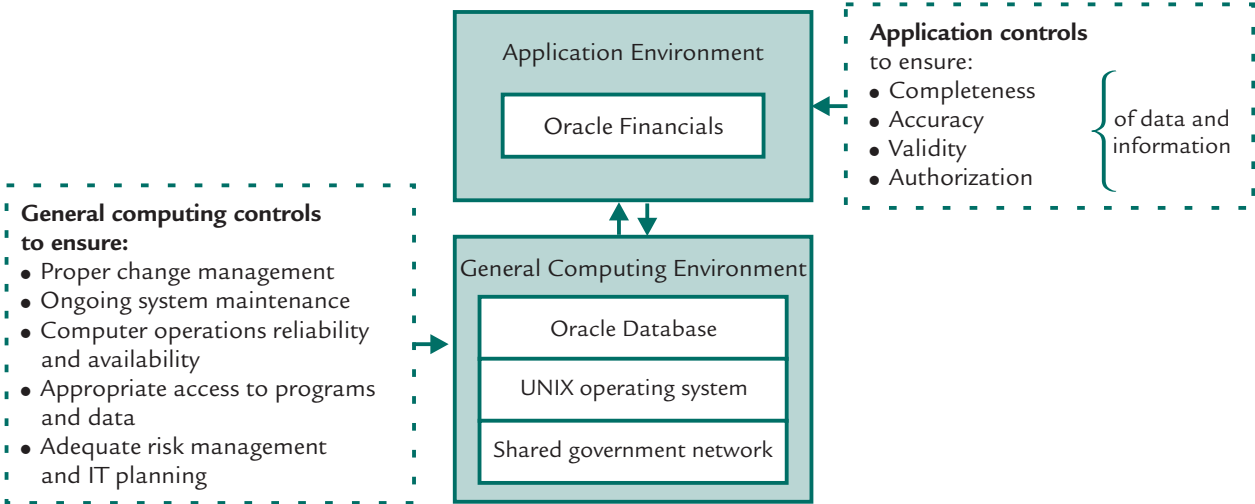 Application Environment
Oracle Financials
Application controls
to ensure:
• Completeness
• Accuracy
• Validity
• Authorization
of data and
information
General computing controls
to ensure:
• Proper change management
• Ongoing system maintenance
• Computer operations reliability
and availability
• Appropriate access to programs
and data
• Adequate risk management
and IT planning
General Computing Environment
Oracle Database
UNIX operating system
Shared government network